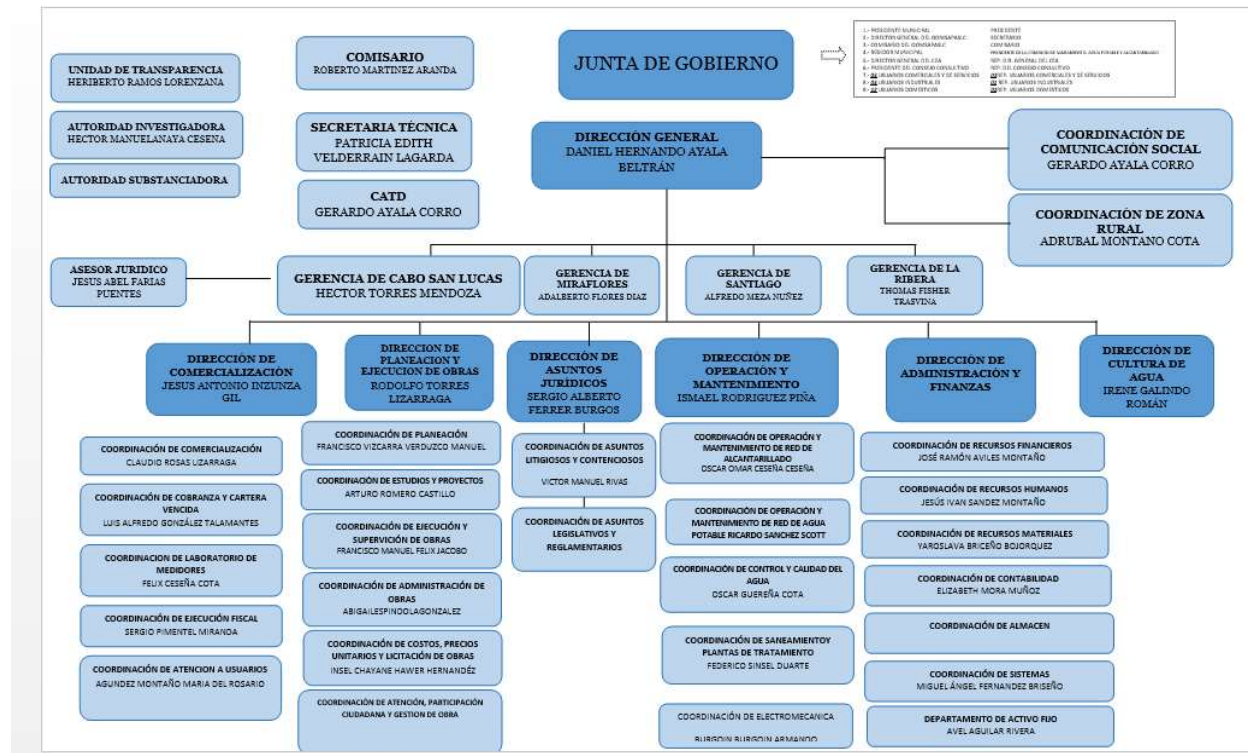 UNIDAD DE TRANSPARENCIA
HERIBERTO RAMOS LORENZANA
AUTORIDAD INVESTIGADORA
HECTOR MANUELANAYA CESENA
AUTORIDAD SUBSTANCIADORA
COMISARIO
ROBERTO MARTINEZ ARANDA
SECRETARIA TÉCNICA
PATRICIA EDITH
VELDERRAIN LAGARDA
CATD
GERARDO AYALA CORRO
JUNTA DE GOBIERNO
1.- PRESIDENTE MUNICIPAL PRESIDENTE
SECRETARIO
COMISARIO
DIRECCIÓN GENERAL
DANIEL HERNANDO AYALA
BELTRÁN
COORDINACIÓN DE
COMUNICACIÓN SOCIAL
GERARDO AYALA CORRO
COORDINACIÓN DE ZONA
RURAL
ADRUBAL MONTANO COTA
ASESOR JURIDICO
JESUS ABEL FARIAS
PUENTES
GERENCIA DE CABO SAN LUCAS
HECTOR TORRES MENDOZA
GERENCIA DE
MIRAFLORES
ADALBERTO FLORES DIAZ
GERENCIA DE
SANTIAGO
ALFREDO MEZA NUÑEZ
GERENCIA DE LA
RIBERA
THOMAS FISHER
TRASVINA
DIRECCIÓN DE
COMERCIALIZACIÓN
JESUS ANTONIO INZUNZA
GIL
DIRECCION DE
PLANEACION Y
EJECUCION DE OBRAS
RODOLFO TORRES
LIZARRAGA
DIRECCIÓN DE
ASUNTOS
JURÍDICOS
SERGIO ALBERTO
FERRER BURGOS
DIRECCIÓN DE
OPERACIÓN Y
MANTENIMIENTO
ISMAEL RODRIGUEZ PIÑA
DIRECCIÓN DE
ADMINISTRACIÓN Y
FINANZAS
DIRECCIÓN DE
CULTURA DE
AGUA
IRENE GALINDO
ROMÁN
COORDINACIÓN DE COMERCIALIZACIÓN
CLAUDIO ROSAS LIZARRAGA
COORDINACIÓN DE COBRANZA Y CARTERA
VENCIDA
LUIS ALFREDO GONZÁLEZ TALAMANTES
COORDINACION DE LABORATORIO DE
MEDIDORES
FELIX CESEÑA COTA
COORDINACIÓN DE EJECUCIÓN FISCAL
SERGIO PIMENTEL MIRANDA
COORDINACIÓN DE ATENCION A USUARIOS
AGUNDEZ MONTAÑO MARIA DEL ROSARIO
COORDINACIÓN DE PLANEACIÓN
FRANCISCO VIZCARRA VERDUZCO MANUEL
COORDINACIÓN DE ESTUDIOS Y PROYECTOS
ARTURO ROMERO CASTILLO
COORDINACIÓN DE EJECUCIÓN Y
SUPERVICIÓN DE OBRAS
FRANCISCO MANUEL FELIX JACOBO
COORDINACIÓN DE ADMINISTRACIÓN DE
OBRAS
ABIGAILESPINDOLAGONZALEZ
COORDINACIÓN DE COSTOS, PRECIOS
UNITARIOS Y LICITACIÓN DE OBRAS
INSEL CHAYANE HAWER HERNANDÉZ
COORDINACIÓN DE ATENCIÓN, PARTICIPACIÓN
CIUDADANA Y GESTION DE OBRA
COORDINACIÓN DE ASUNTOS
LITIGIOSOS Y CONTENCIOSOS
VICTOR MANUEL RIVAS
COORDINACIÓN DE ASUNTOS
LEGISLATIVOS Y
REGLAMENTARIOS
COORDINACIÓN DE OPERACIÓN Y
MANTENIMIENTO DE RED DE
ALCANTARILLADO
OSCAR OMAR CESEÑA CESEÑA
COORDINACIÓN DE OPERACIÓN Y
MANTENIMIENTO DE RED DE AGUA
POTABLE RICARDO SANCHEZ SCOTT
COORDINACIÓN DE CONTROL Y CALIDAD DEL
AGUA
OSCAR GUEREÑA COTA
COORDINACIÓN DE SANEAMIENTOY
PLANTAS DE TRATAMIENTO
FEDERICO SINSEL DUARTE
COORDINACIÓN DE ELECTROMECANICA
BURGOIN BURGOIN ARMANDO
COORDINACIÓN DE RECURSOS FINANCIEROS
JOSÉ RAMÓN AVILES MONTAÑO
COORDINACIÓN DE RECURSOS HUMANOS
JESÚS IVAN SANDEZ MONTAÑO
COORDINACIÓN DE RECURSOS MATERIALES
YAROSLAVA BRICEÑO BOJORQUEZ
COORDINACIÓN DE CONTABILIDAD
ELIZABETH MORA MUÑOZ
COORDINACIÓN DE ALMACEN
COORDINACIÓN DE SISTEMAS
MIGUEL ÁNGEL FERNANDEZ BRISEÑO
DEPARTAMENTO DE ACTIVO FIJO
AVEL AGUILAR RIVERA